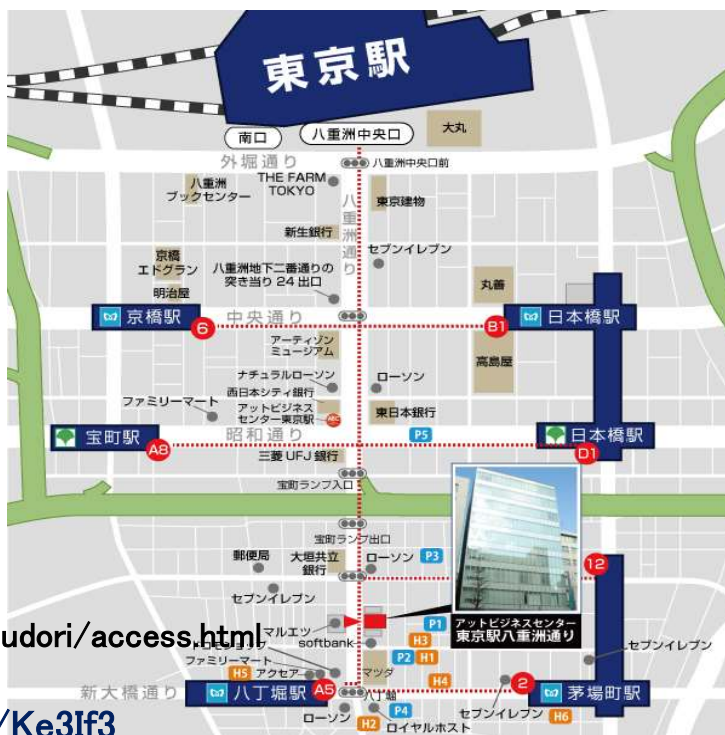 東京駅
南口
八重洲中央口
大丸
外堀通り
八重洲中央口前
八重洲
ブックセンター
THE FARM
TOKYO
八重洲通り
東京建物
新生銀行
セブンイレブン
京橋
エドグラン
八重洲地下二番通りの
突き当り 24 出口
明治屋
丸善
京橋駅
6
中央通り
B1
日本橋駅
アーティゾン
ミュージアム
高島屋
ナチュラルローソン
ローソン
西日本シティ銀行
ファミリーマート
アットビジネス
センター東京駅
ABC
東日本銀行
宝町駅
A8
昭和通り
P5
日本橋駅
D1
三菱 UFJ 銀行
宝町ランプ入口
宝町ランプ出口
郵便局
大垣共立
銀行
ローソン
P3
12
セブンイレブン
udori/access.html
マルエツ
P1
アットビジネスセンター
東京駅八重洲通り
softbank
H3
P2
H1
セブンイレブン
ファミリーマート
H5
アクセア
マツダ
H4
新大橋通り
八丁堀駅
A5
八丁堀
2
茅場町駅
ローソン
H2
P4
ロイヤルホスト
セブンイレブン
H6
/Ke3If3